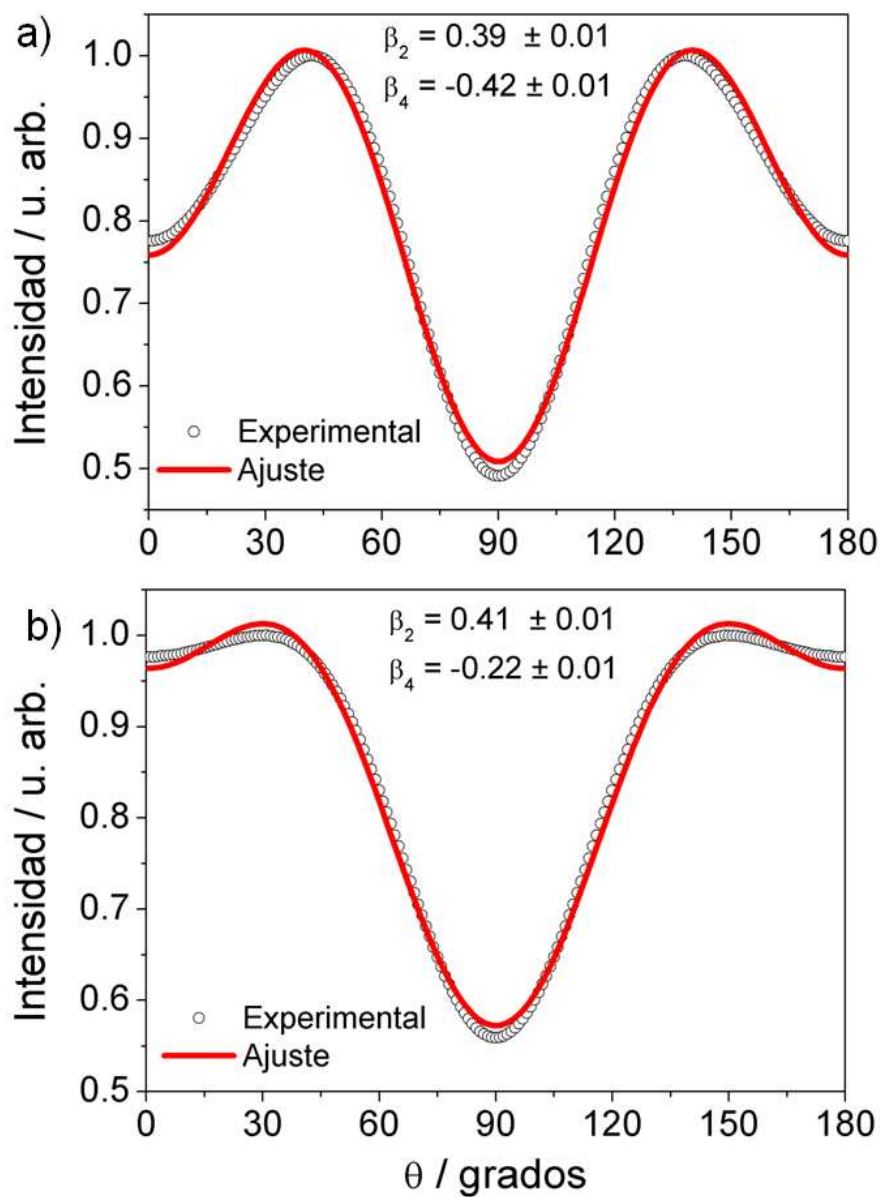 a)
β₂ = 0.39 ± 0.01
β₄ = -0.42 ± 0.01
Intensidad / u. arb.
1.0
0.9
0.8
0.7
0.6
0.5
Experimental
Ajuste
0 30 60 90 120 150 180
b)
β₂ = 0.41 ± 0.01
β₄ = -0.22 ± 0.01
Intensidad / u. arb.
1.0
0.9
0.8
0.7
0.6
0.5
Experimental
Ajuste
0 30 60 90 120 150 180
θ / grados